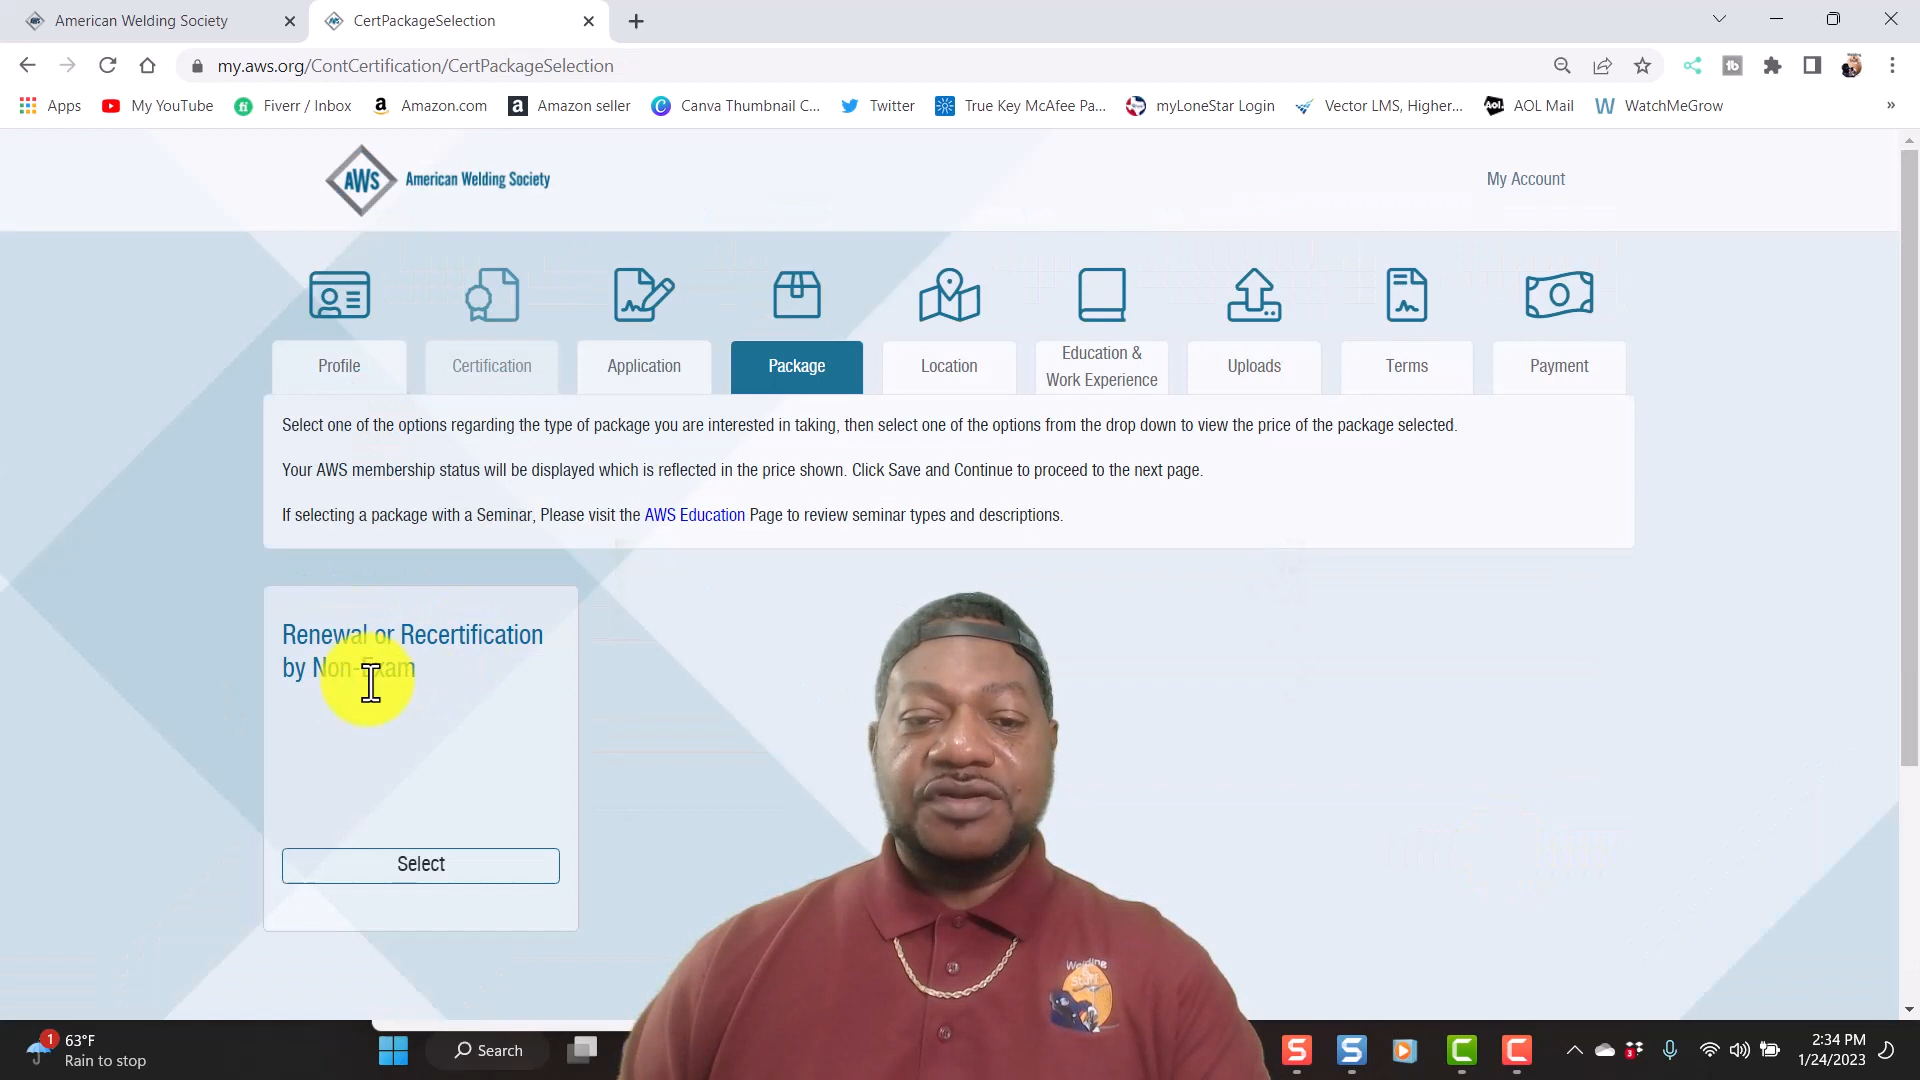 American Welding Society
CertPackageSelection
my.aws.org/ContCertification/CertPackageSelection
Apps
My YouTube
Fiverr / Inbox
Amazon.com
Amazon seller
Canva Thumbnail C...
Twitter
True Key McAfee Pa...
myLoneStar Login
Vector LMS, Higher...
AOL Mail
WatchMeGrow
»
AWS American Welding Society
My Account
Profile
Certification
Application
Package
Location
Education &
Work Experience
Uploads
Terms
Payment
Select one of the options regarding the type of package you are interested in taking, then select one of the options from the drop down to view the price of the package selected.
Your AWS membership status will be displayed which is reflected in the price shown. Click Save and Continue to proceed to the next page.
If selecting a package with a Seminar, Please visit the AWS Education Page to review seminar types and descriptions.
Renewal or Recertification
by Non-Exam
Select
Welding
Stuff
1
63°F
Rain to stop
Search
3
2:34 PM
1/24/2023